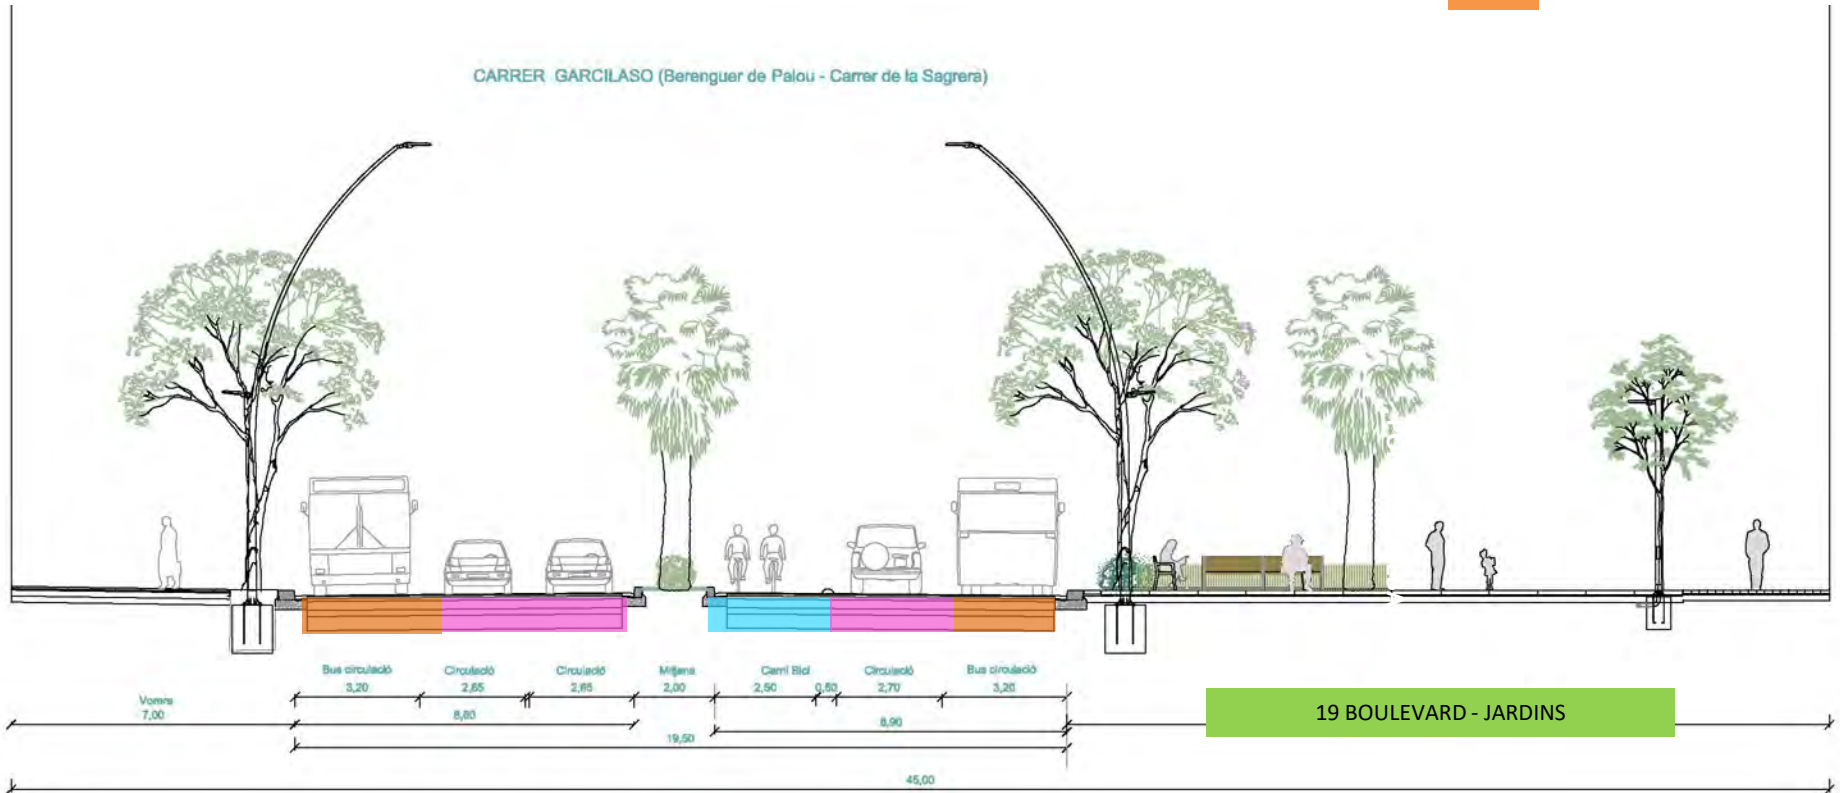 CARRER GARCILASO (Berenguer de Palou - Carrer de la Sagrera)
Bus circulació Circulació Circulació Mitjana Carril Bici Circulació Bus circulació
3,20 2,65 2,65 2,00 2,50 0,50 2,70 3,20
Vorera
7,00 8,60 8,90
19 BOULEVARD - JARDINS
19,50
45,00